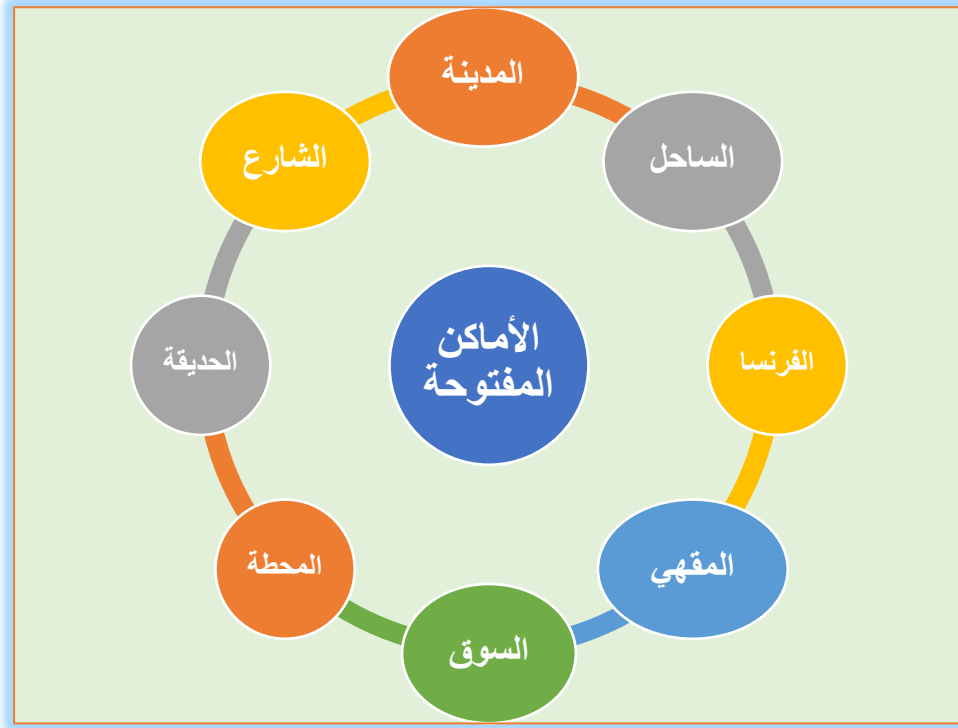 المدينة
الساحل
الفرنسا
المقهي
السوق
المحطة
الحديقة
الشارع
الأماكن
المفتوحة